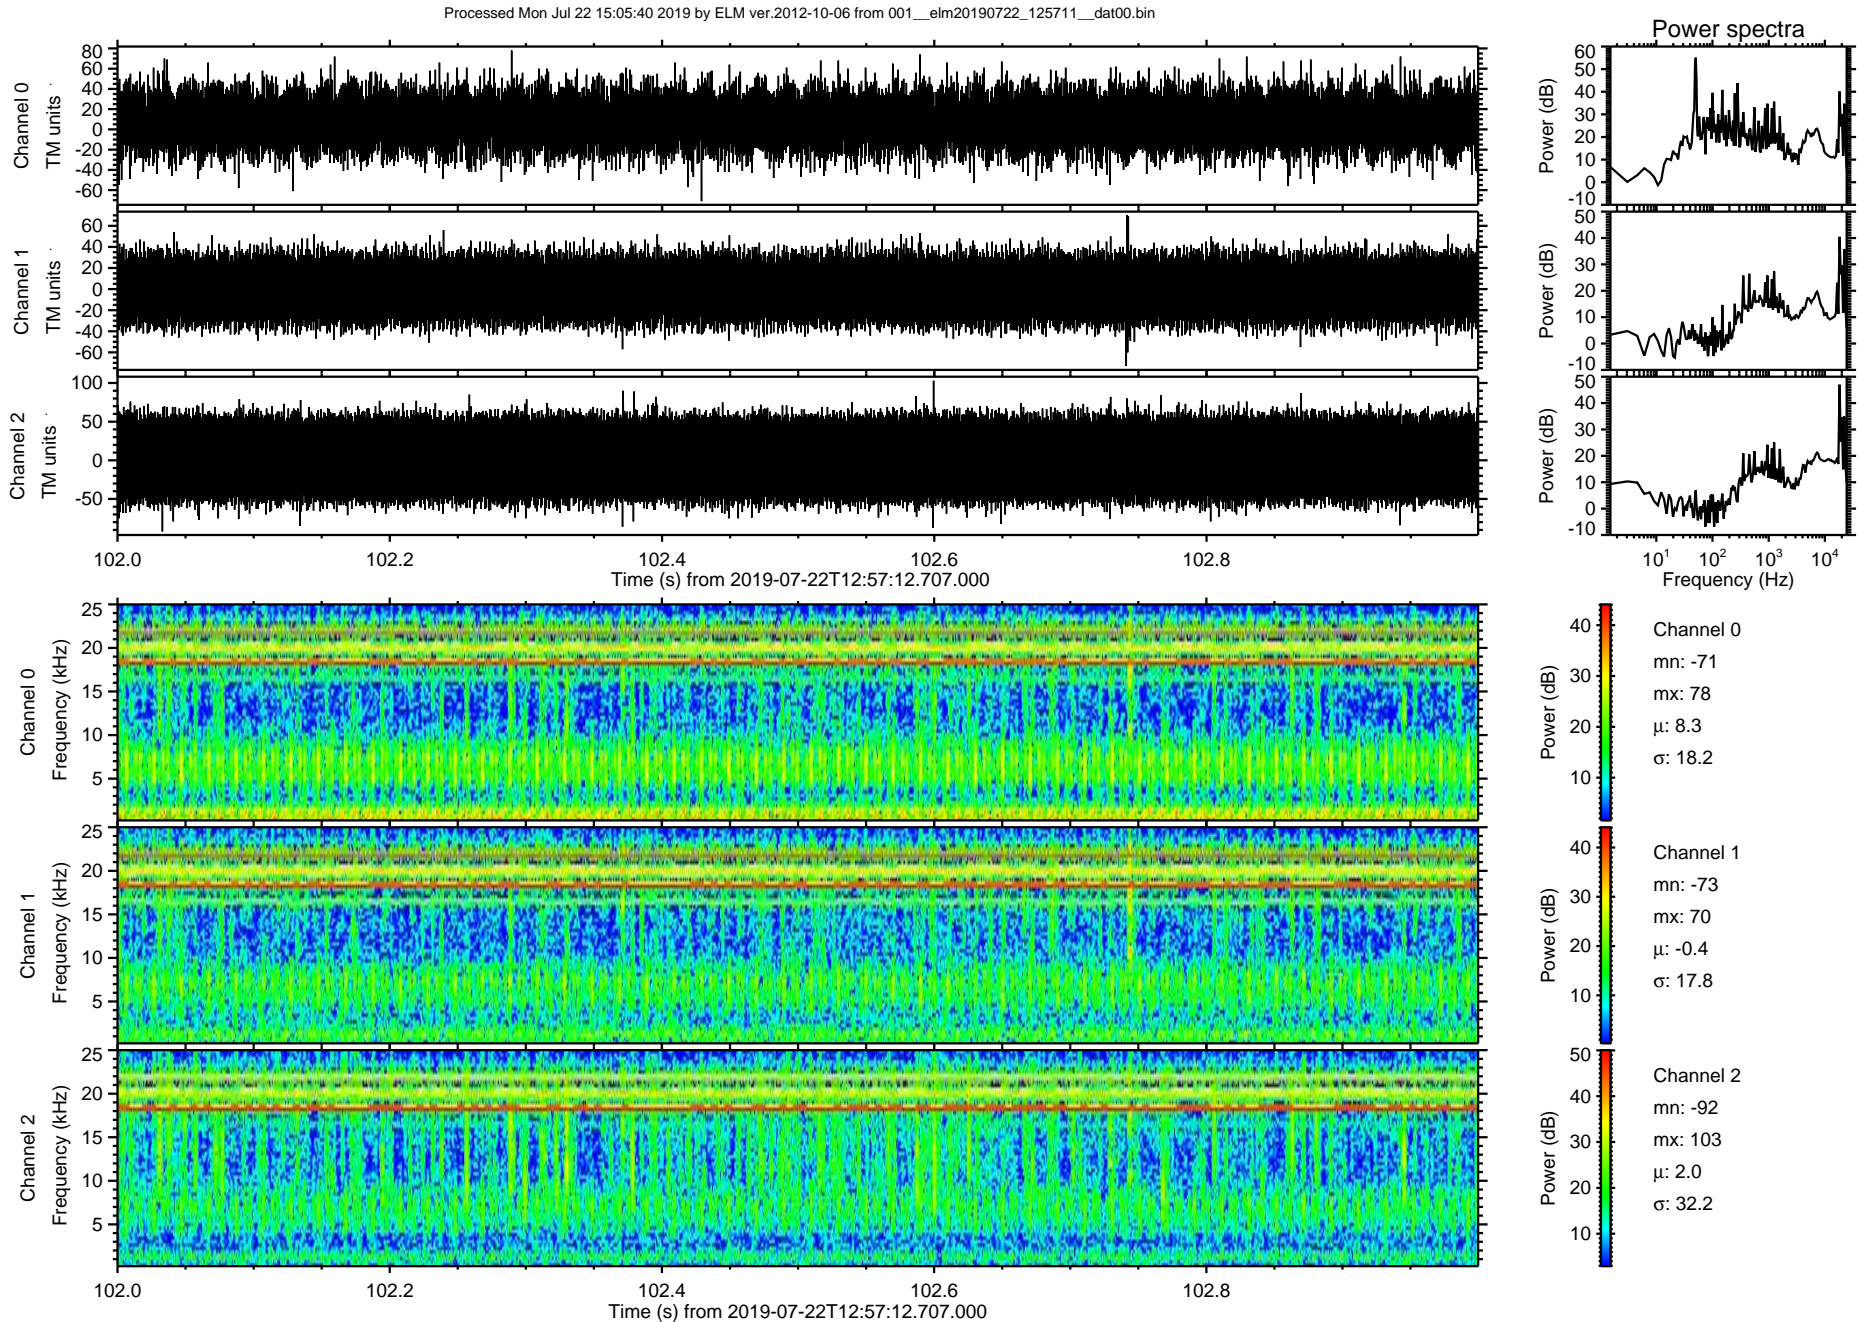 Processed Mon Jul 22 15:05:40 2019 by ELM ver.2012-10-06 from 001__elm20190722_125711__dat00.bin
Power spectra
Channel 0
TM units
80
60
40
20
0
-20
-40
-60
Power (dB)
60
50
40
30
20
10
0
-10
Channel 1
TM units
60
40
20
0
-20
-40
-60
Power (dB)
50
40
30
20
10
0
-10
Channel 2
TM units
100
50
0
-50
Power (dB)
50
40
30
20
10
0
-10
102.0 102.2 102.4 102.6 102.8
Time (s) from 2019-07-22T12:57:12.707.000
10¹ 10² 10³ 10⁴
Frequency (Hz)
Channel 0
Frequency (kHz)
25
20
15
10
5
Power (dB)
40
30
20
10
Channel 0
mn: -71
mx: 78
μ: 8.3
σ: 18.2
Channel 1
Frequency (kHz)
25
20
15
10
5
Power (dB)
40
30
20
10
Channel 1
mn: -73
mx: 70
μ: -0.4
σ: 17.8
Channel 2
Frequency (kHz)
25
20
15
10
5
Power (dB)
50
40
30
20
10
Channel 2
mn: -92
mx: 103
μ: 2.0
σ: 32.2
102.0 102.2 102.4 102.6 102.8
Time (s) from 2019-07-22T12:57:12.707.000